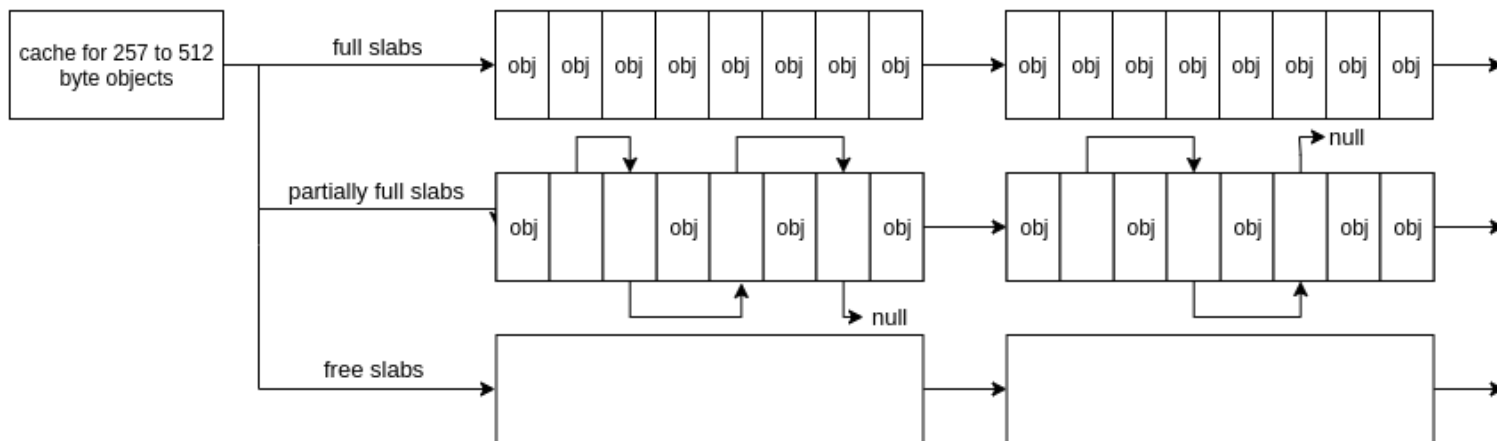 cache for 257 to 512
byte objects
full slabs
obj obj obj obj obj obj obj obj
obj obj obj obj obj obj obj obj
null
partially full slabs
obj obj obj obj
obj obj obj obj obj
null
free slabs